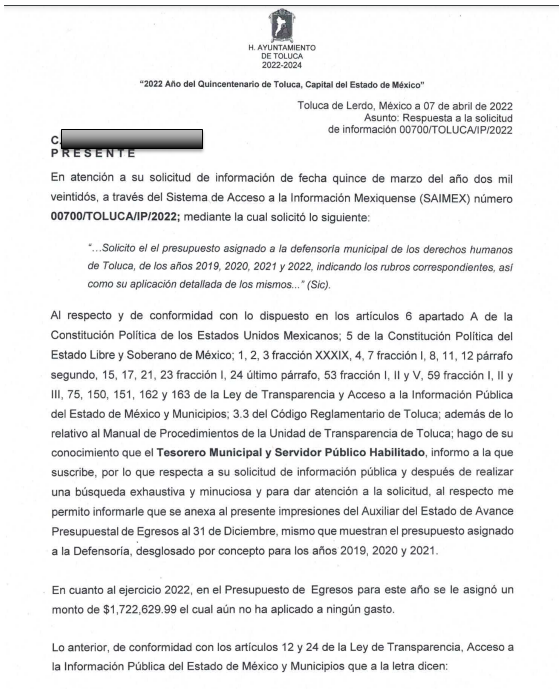 H. AYUNTAMIENTO
DE TOLUCA
2022-2024
"2022 Año del Quincentenario de Toluca, Capital del Estado de México"
Toluca de Lerdo, México a 07 de abril de 2022
Asunto: Respuesta a la solicitud
de información 00700/TOLUCA/IP/2022
C.
P R E S E N T E
En atención a su solicitud de información de fecha quince de marzo del año dos mil
veintidós, a través del Sistema de Acceso a la Información Mexiquense (SAIMEX) número
00700/TOLUCA/IP/2022; mediante la cual solicitó lo siguiente:
"…Solicito el el presupuesto asignado a la defensoría municipal de los derechos humanos
de Toluca, de los años 2019, 2020, 2021 y 2022, indicando los rubros correspondientes, así
como su aplicación detallada de los mismos..." (Sic).
Al respecto y de conformidad con lo dispuesto en los artículos 6 apartado A de la
Constitución Política de los Estados Unidos Mexicanos; 5 de la Constitución Política del
Estado Libre y Soberano de México; 1, 2, 3 fracción XXXIX, 4, 7 fracción I, 8, 11, 12 párrafo
segundo, 15, 17, 21, 23 fracción I, 24 último párrafo, 53 fracción I, II y V, 59 fracción I, II y
III, 75, 150, 151, 162 y 163 de la Ley de Transparencia y Acceso a la Información Pública
del Estado de México y Municipios; 3.3 del Código Reglamentario de Toluca; además de lo
relativo al Manual de Procedimientos de la Unidad de Transparencia de Toluca; hago de su
conocimiento que el Tesorero Municipal y Servidor Público Habilitado, informo a la que
suscribe, por lo que respecta a su solicitud de información pública y después de realizar
una búsqueda exhaustiva y minuciosa y para dar atención a la solicitud, al respecto me
permito informarle que se anexa al presente impresiones del Auxiliar del Estado de Avance
Presupuestal de Egresos al 31 de Diciembre, mismo que muestran el presupuesto asignado
a la Defensoría, desglosado por concepto para los años 2019, 2020 y 2021.
En cuanto al ejercicio 2022, en el Presupuesto de Egresos para este año se le asignó un
monto de $1,722,629.99 el cual aún no ha aplicado a ningún gasto.
Lo anterior, de conformidad con los artículos 12 y 24 de la Ley de Transparencia, Acceso a
la Información Pública del Estado de México y Municipios que a la letra dicen: